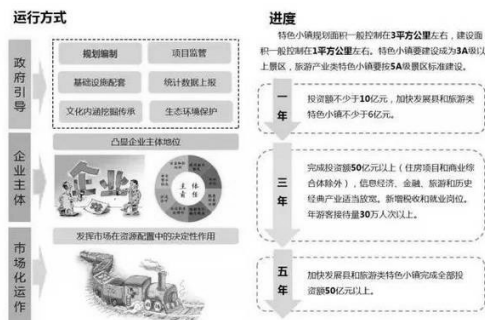 运行方式
政府引导
规划编制
项目监管
基础设施配套
统计数据上报
文化内涵挖掘传承
生态环境保护
企业主体
凸显企业主体地位
企业
市场化运作
发挥市场在资源配置中的决定性作用
进度
特色小镇规划面积一般控制在3平方公里左右，建设面
积一般控制在1平方公里左右。特色小镇要建设成为3A级以
上景区，旅游产业类特色小镇要按5A级景区标准建设。
一年
投资额不少于10亿元，加快发展县和旅游类
特色小镇不少于6亿元。
三年
完成投资额50亿元以上（住房项目和商业综
合体除外），信息经济、金融、旅游和历史
经典产业适当放宽。新增税收和就业岗位。
年游客接待量30万人次以上。
五年
加快发展县和旅游类特色小镇完成全部投
资额50亿元以上。